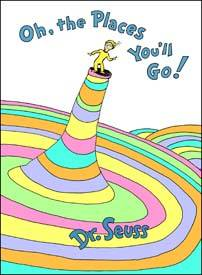 Oh, the Places
You'll Go!
Dr. Seuss